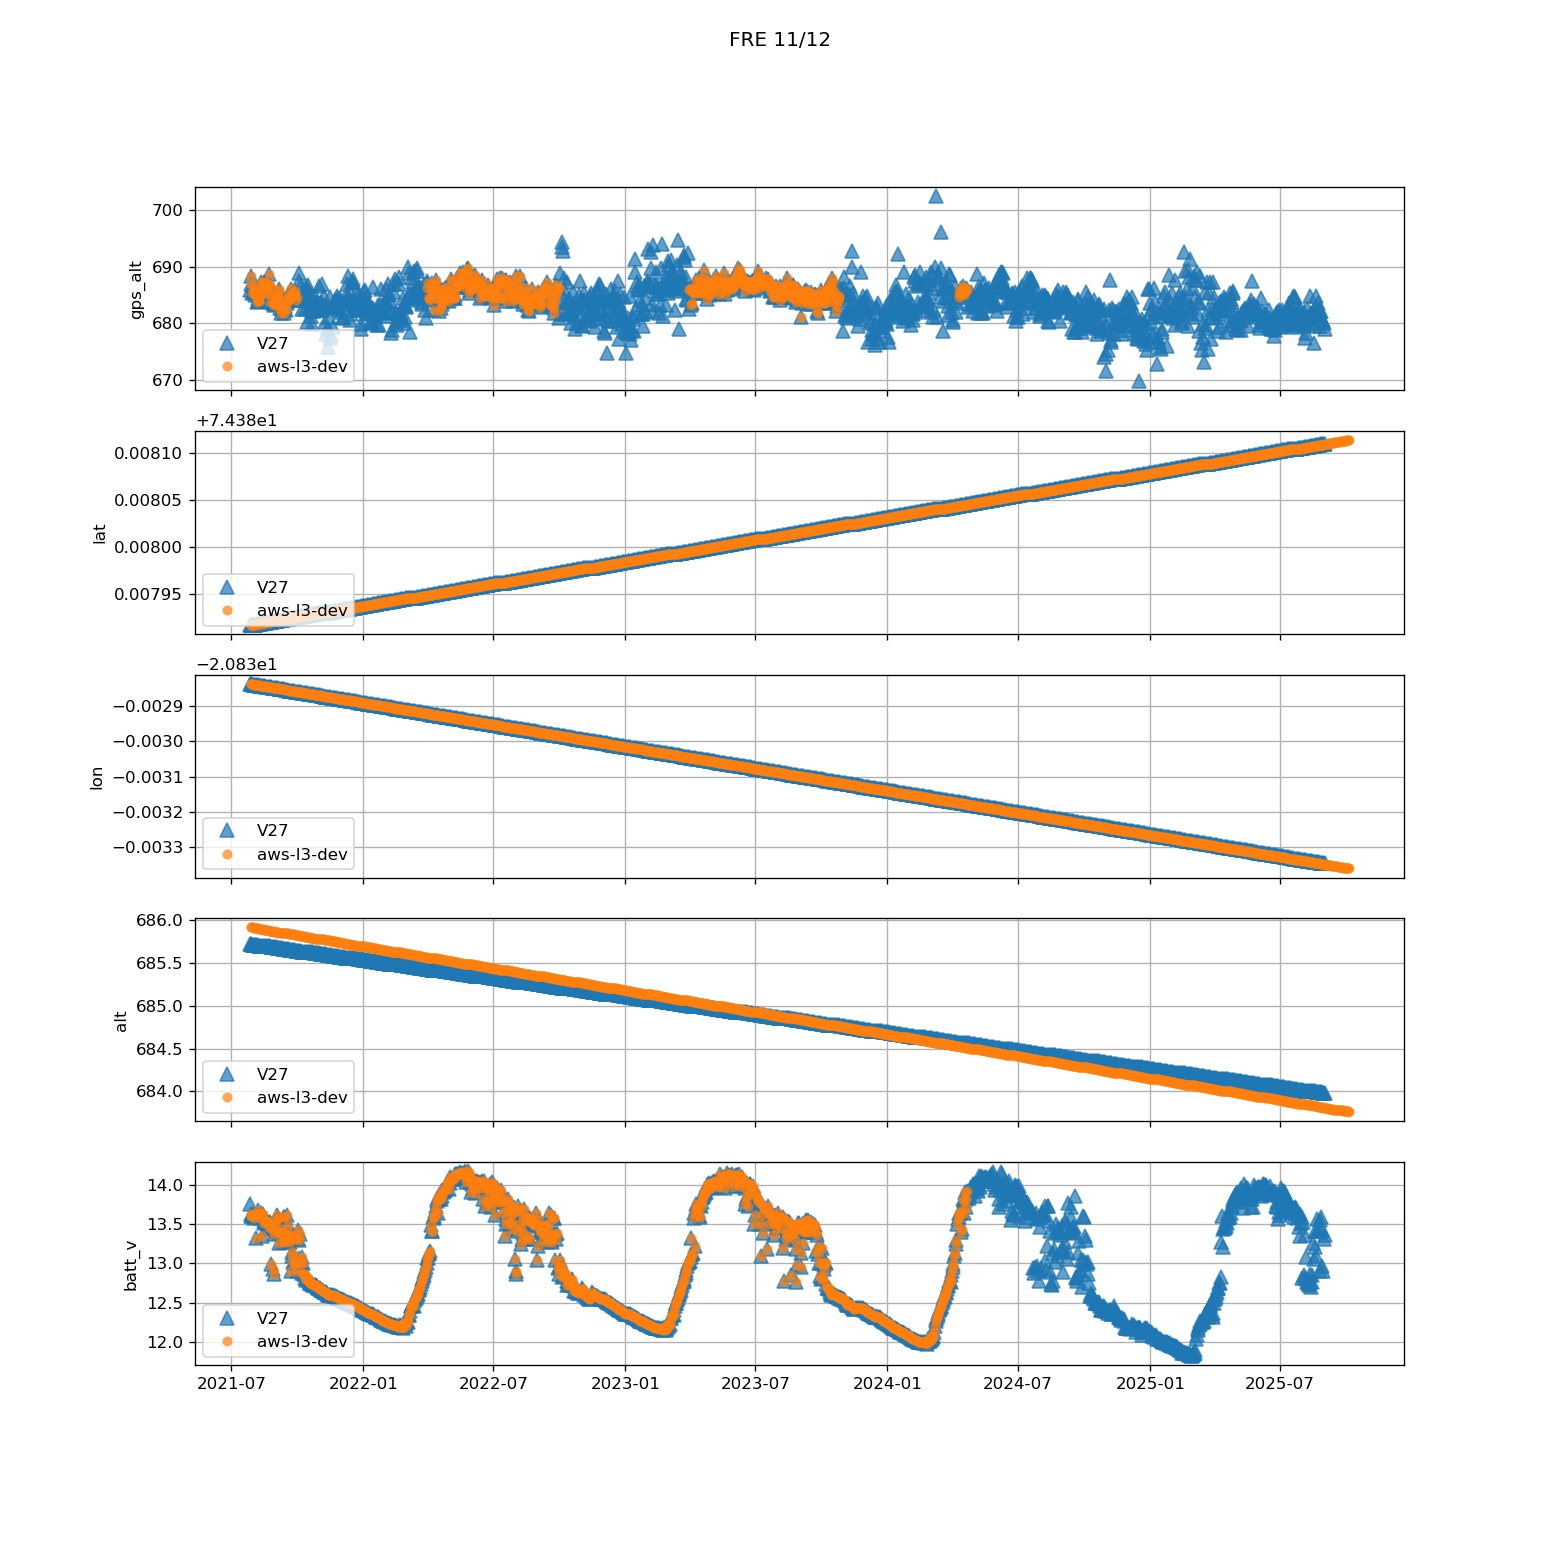 FRE 11/12
700
690
680
670
gps_alt
V27
aws-l3-dev
+7.438e1
0.00810
0.00805
0.00800
0.00795
lat
V27
aws-l3-dev
−2.083e1
−0.0029
−0.0030
−0.0031
−0.0032
−0.0033
lon
V27
aws-l3-dev
686.0
685.5
685.0
684.5
684.0
alt
V27
aws-l3-dev
14.0
13.5
13.0
12.5
12.0
batt_v
V27
aws-l3-dev
2021-07 2022-01 2022-07 2023-01 2023-07 2024-01 2024-07 2025-01 2025-07